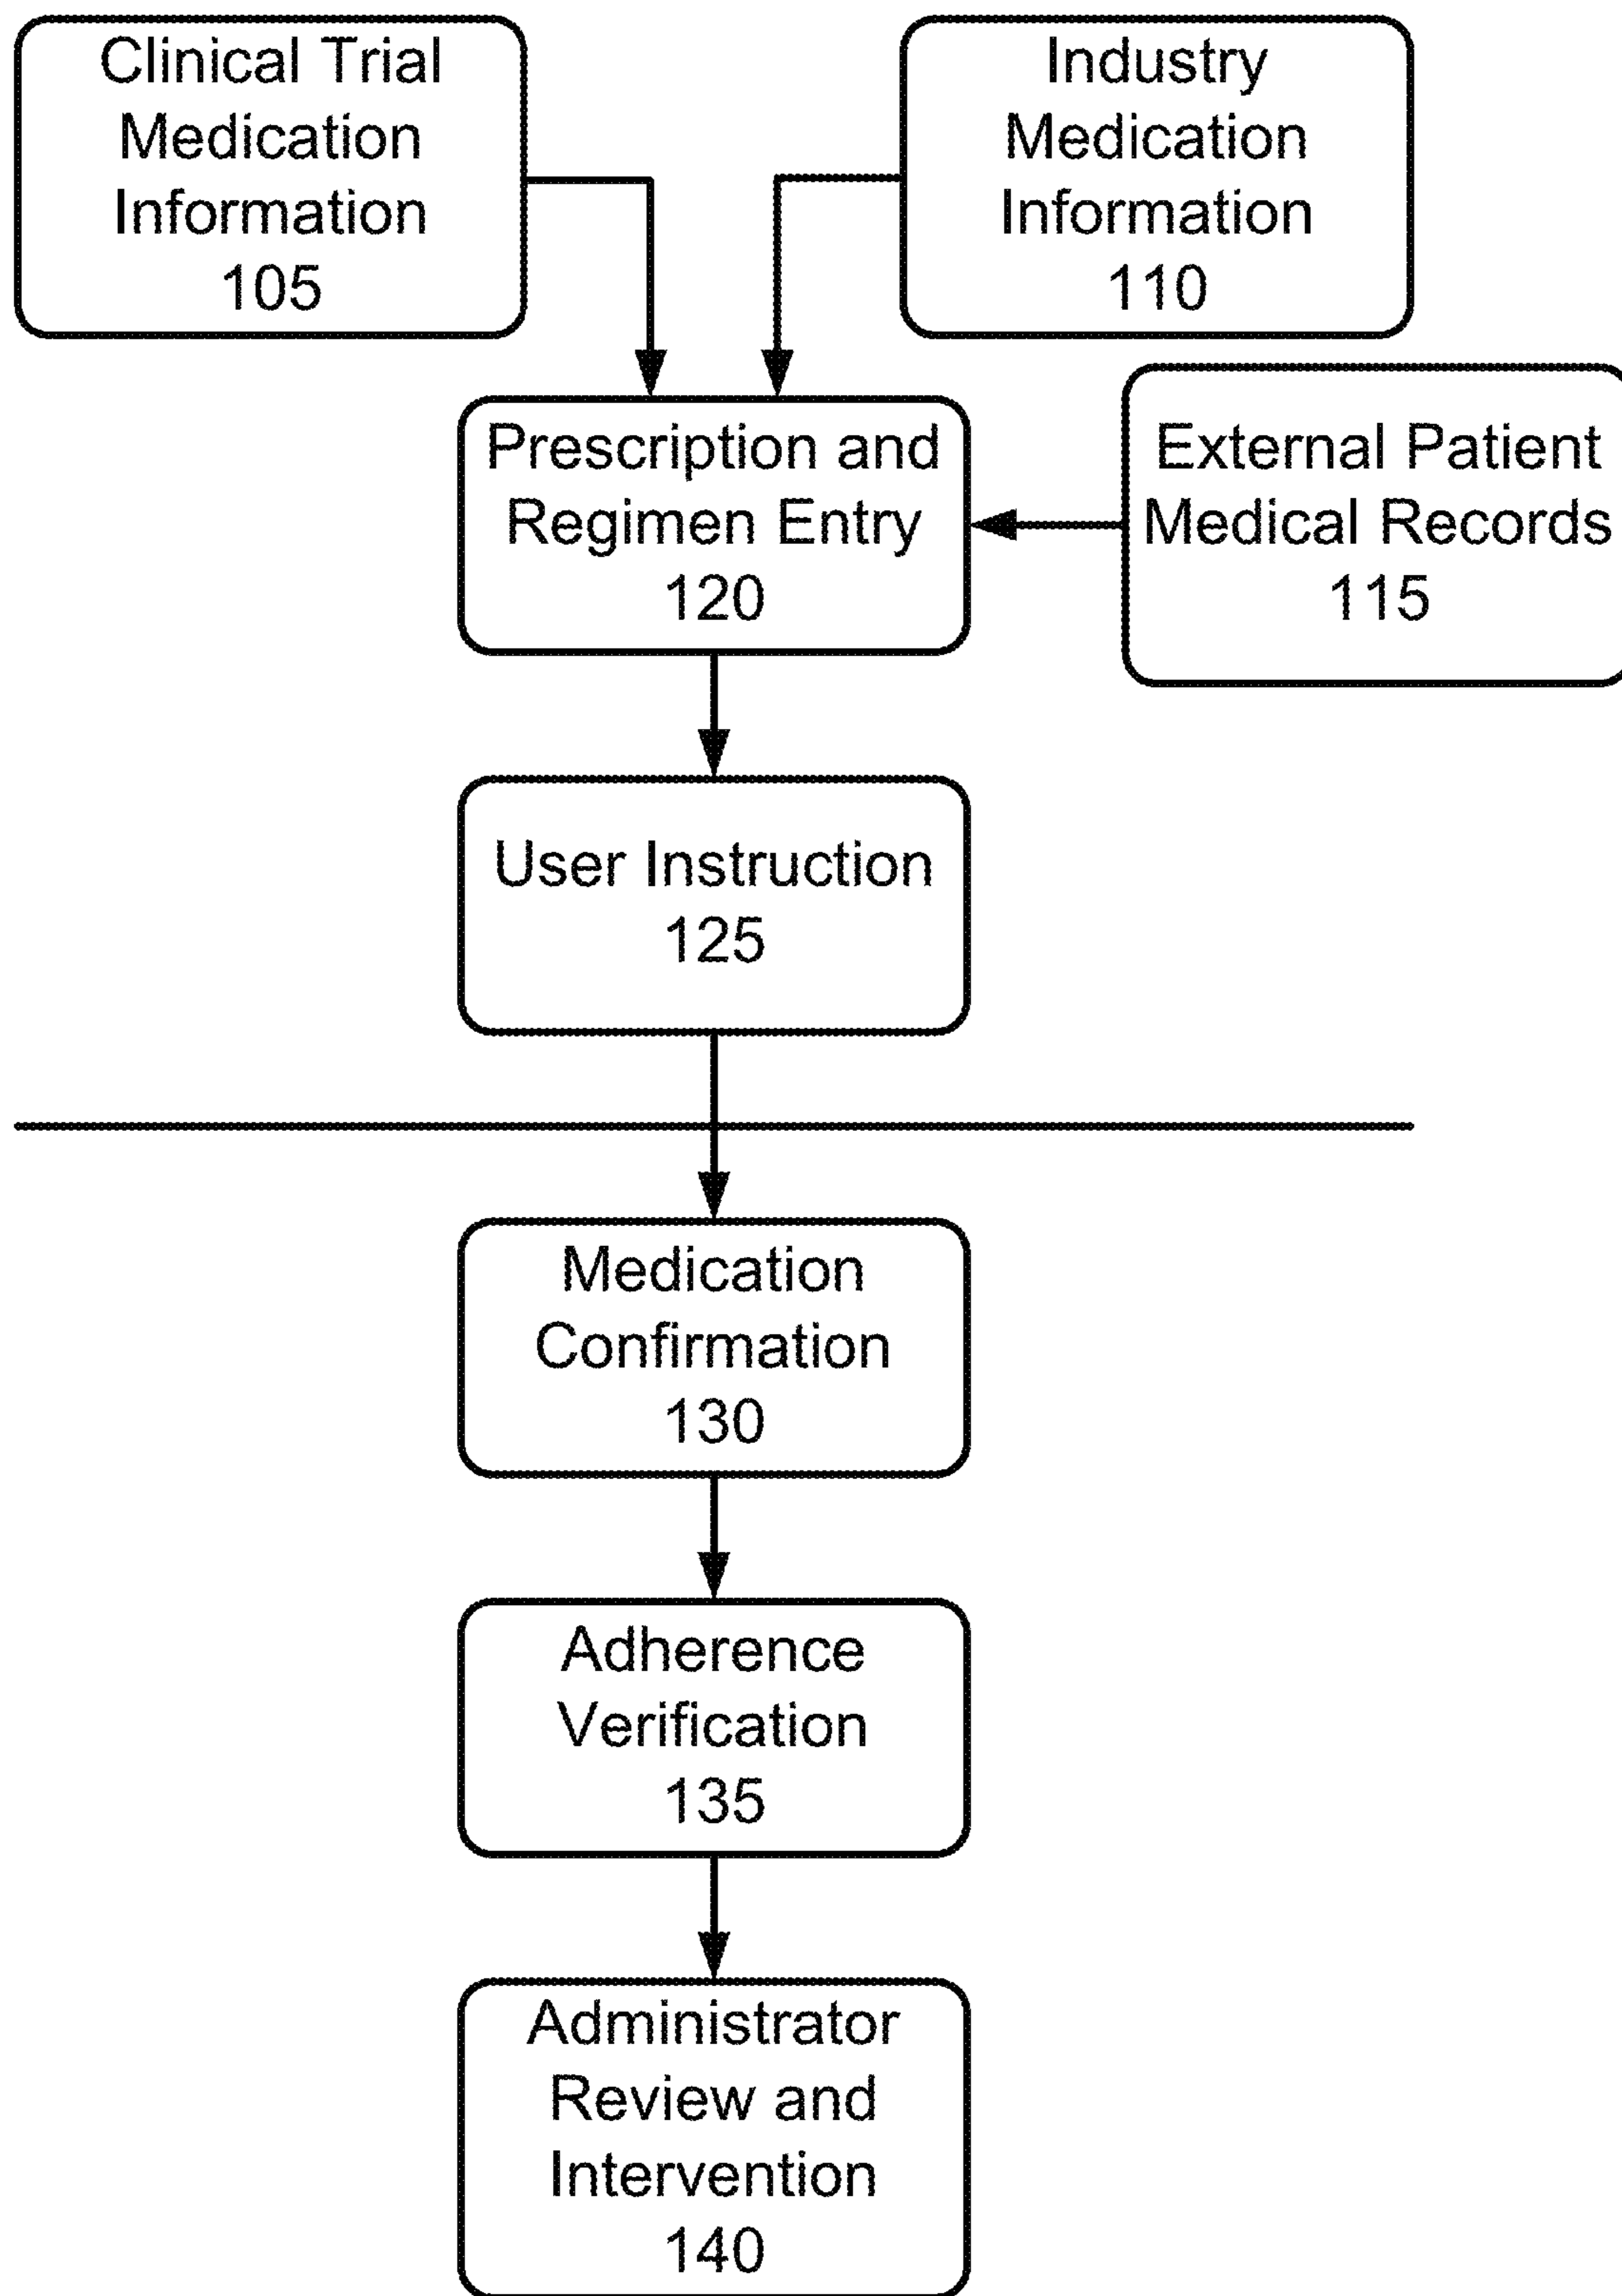 Clinical Trial
Medication
Information
105
Industry
Medication
Information
110
Prescription and
Regimen Entry
120
External Patient
Medical Records
115
User Instruction
125
Medication
Confirmation
130
Adherence
Verification
135
Administrator
Review and
Intervention
140